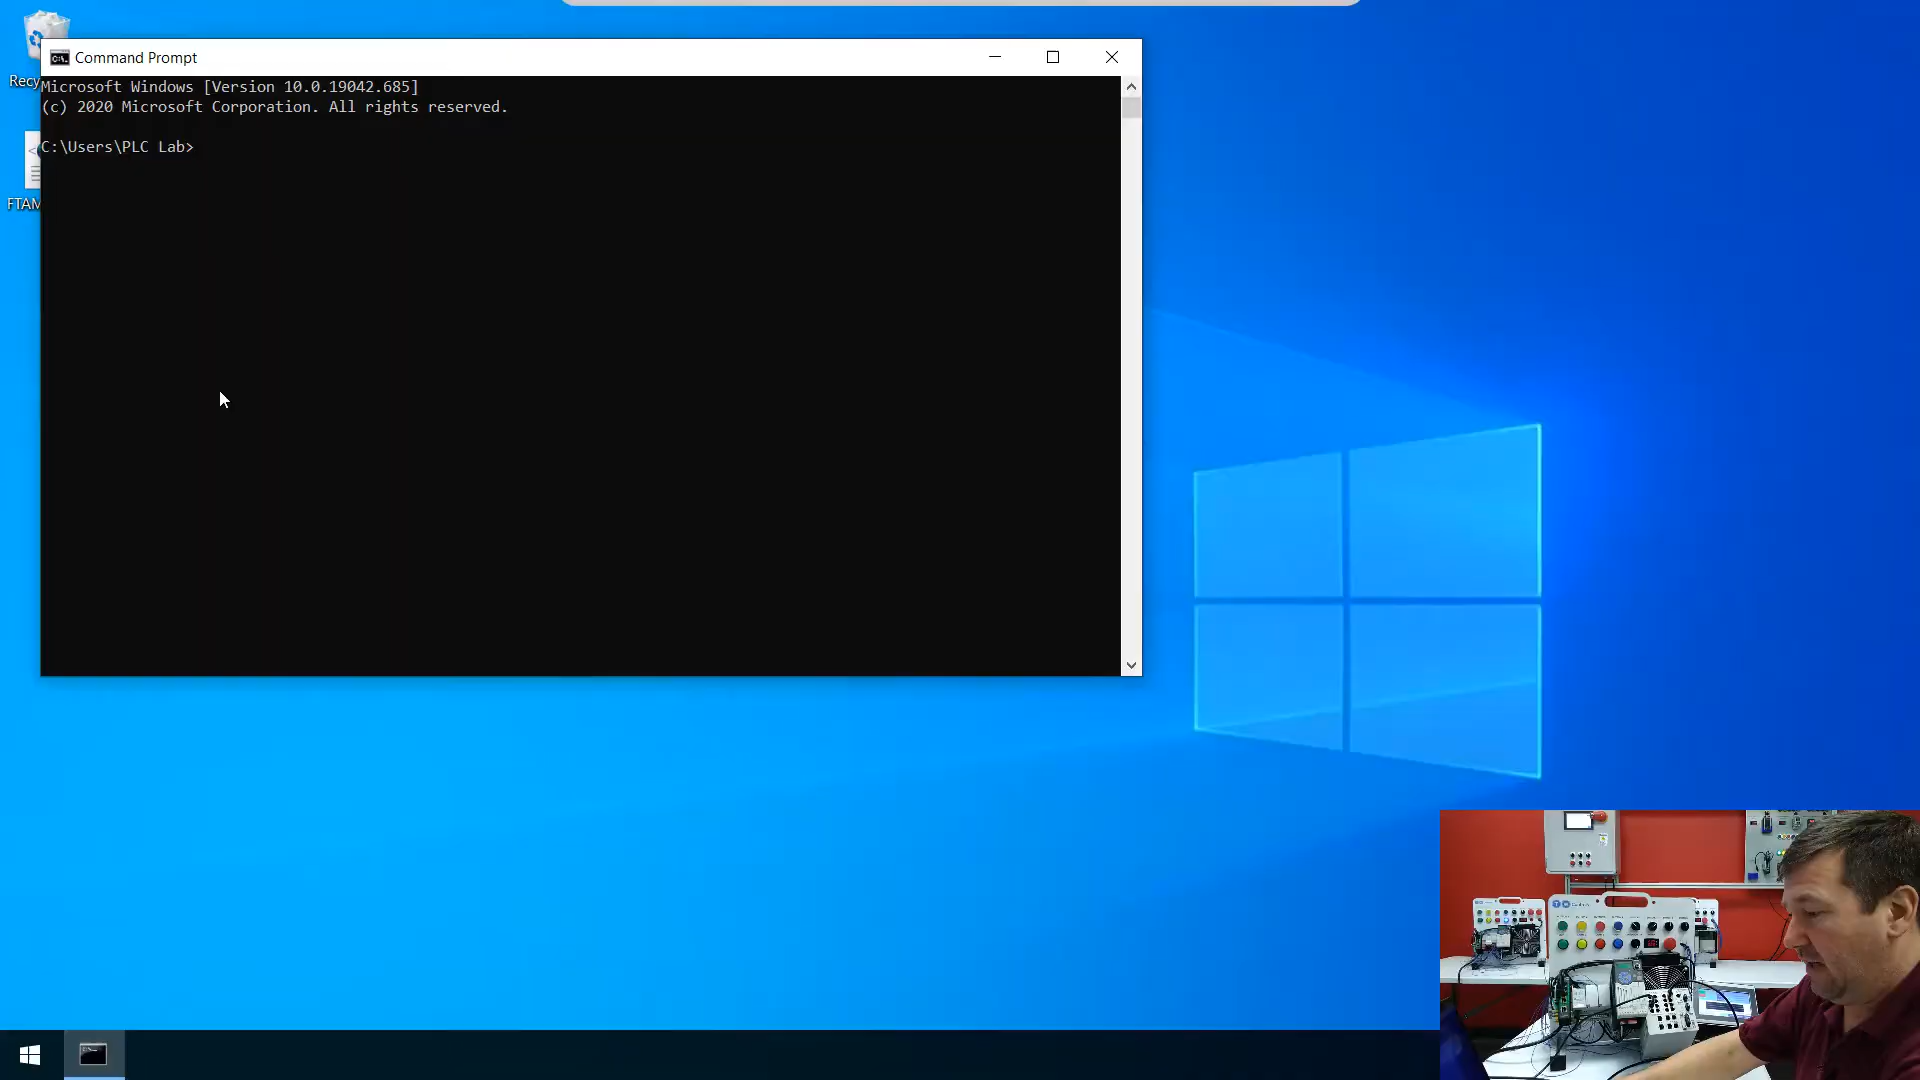 Command Prompt
Microsoft Windows [Version 10.0.19042.685]
(c) 2020 Microsoft Corporation. All rights reserved.
C:\Users\PLC Lab>
Recy
FTAM